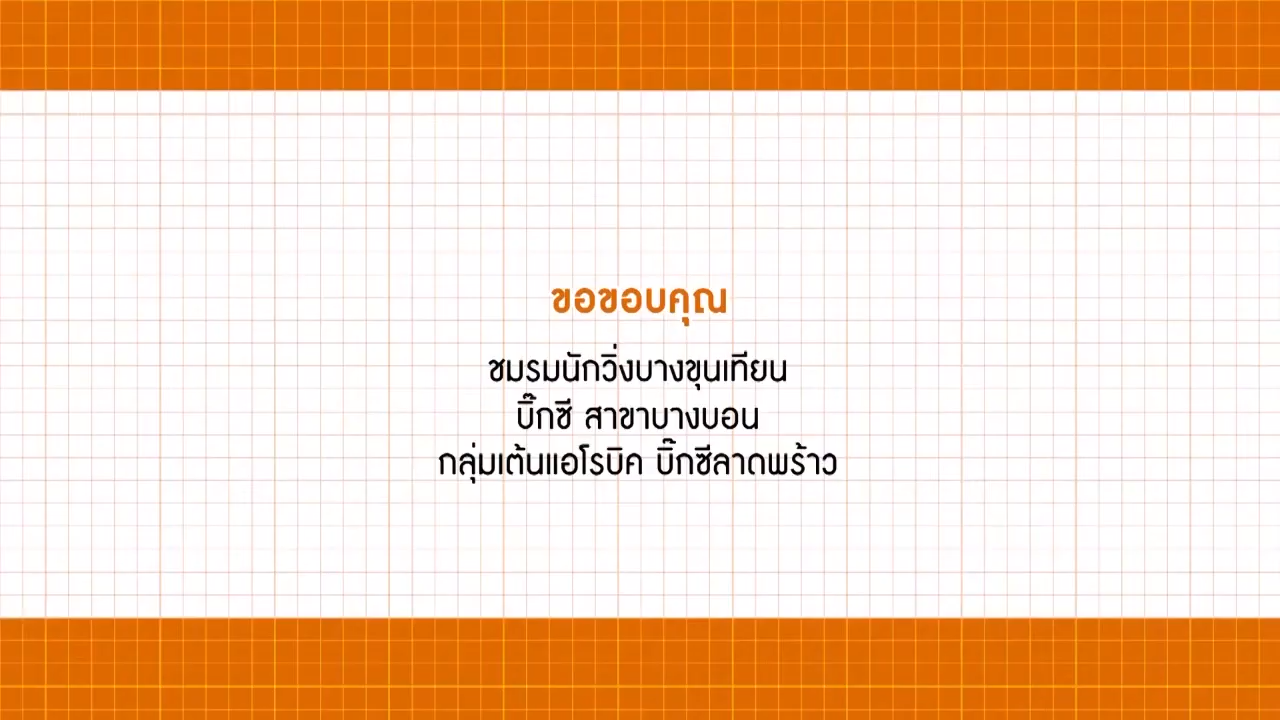 ขอขอบคุณ
ชมรมนักวิ่งบางขุนเทียน
บิ๊กซี สาขาบางบอน
กลุ่มเต้นแอโรบิค บิ๊กซีลาดพร้าว